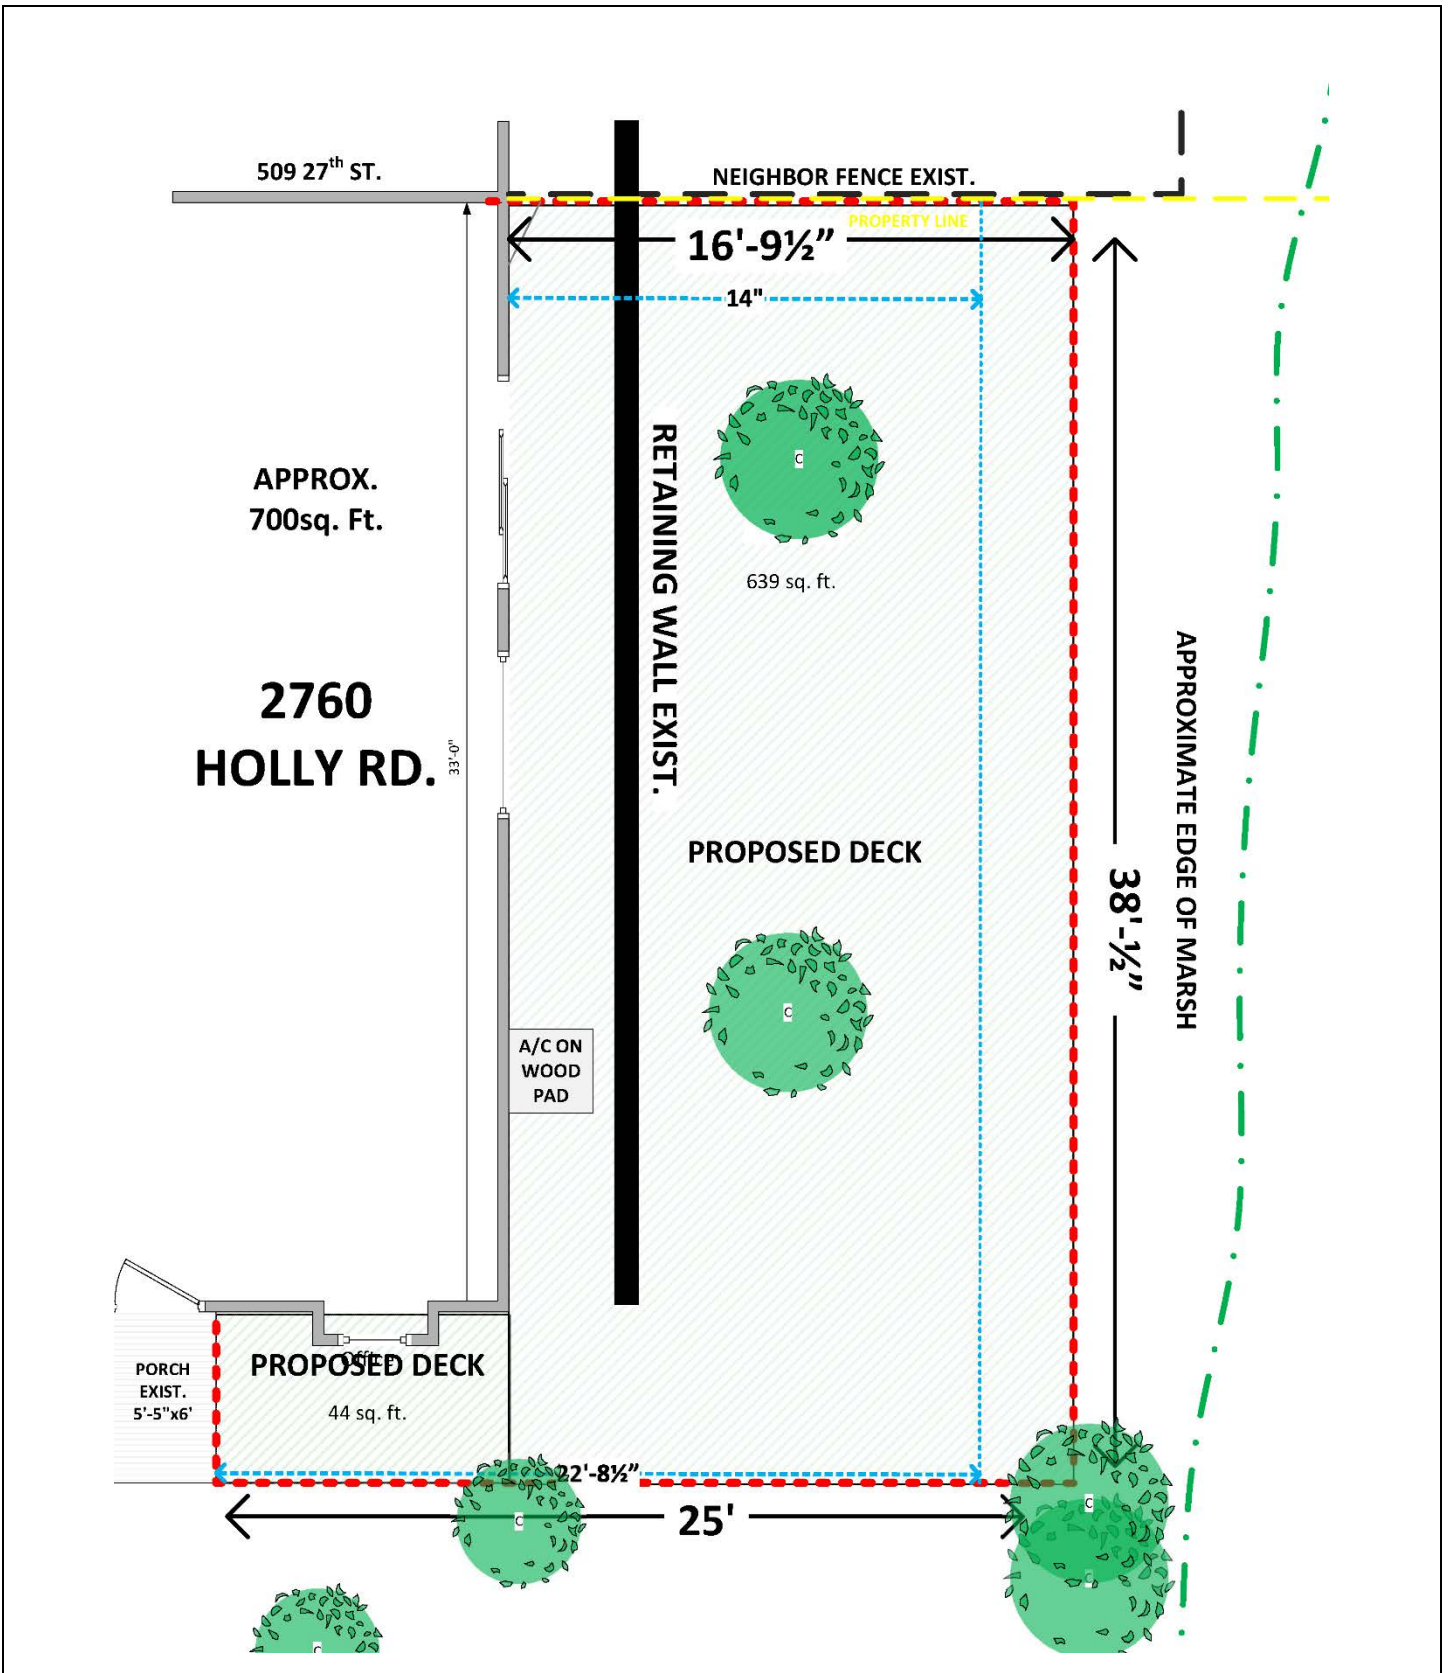 509 27th ST.
NEIGHBOR FENCE EXIST.
PROPERTY LINE
16'-9½”
14"
APPROX.
700sq. Ft.
RETAINING WALL EXIST.
C
639 sq. ft.
2760
HOLLY RD.
33'-0"
APPROXIMATE EDGE OF MARSH
PROPOSED DECK
38'-½”
C
A/C ON
WOOD
PAD
Office
PROPOSED DECK
PORCH
EXIST.
5'-5"x6'
44 sq. ft.
22'-8½”
25'
C
C
C
C